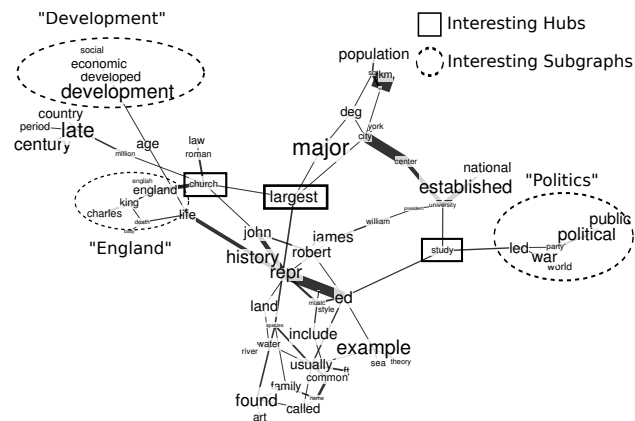 "Development"
Interesting Hubs
Interesting Subgraphs
social
economic
developed
development
population
sq km
deg
york
city
country
period late
century
age
million
law
roman
major
center
national
established
university
president
william
"Politics"
english
england
church
largest
king
charles
death
life
"England"
john
james
robert
history
repr
study
public
political
party
led
war
world
ed
music
style
land
species
include
water
river
example
sea theory
usually
common ft
family
name
found
called
art